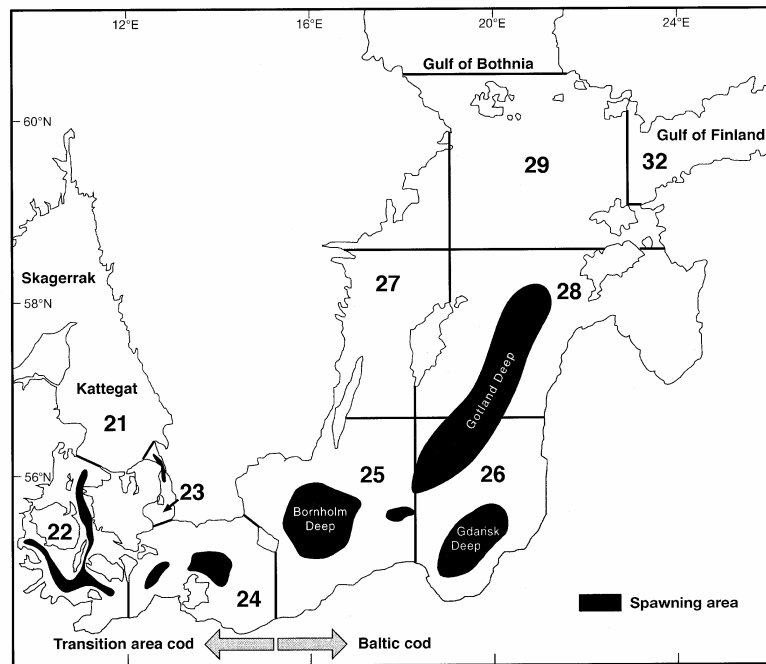 12°E
16°E
20°E
24°E
Gulf of Bothnia
60°N
Gulf of Finland
29
32
Skagerrak
27
28
58°N
Gotland Deep
Kattegat
21
56°N
23
25
26
22
Bornholm
Deep
Gdańsk
Deep
24
Spawning area
Transition area cod
Baltic cod